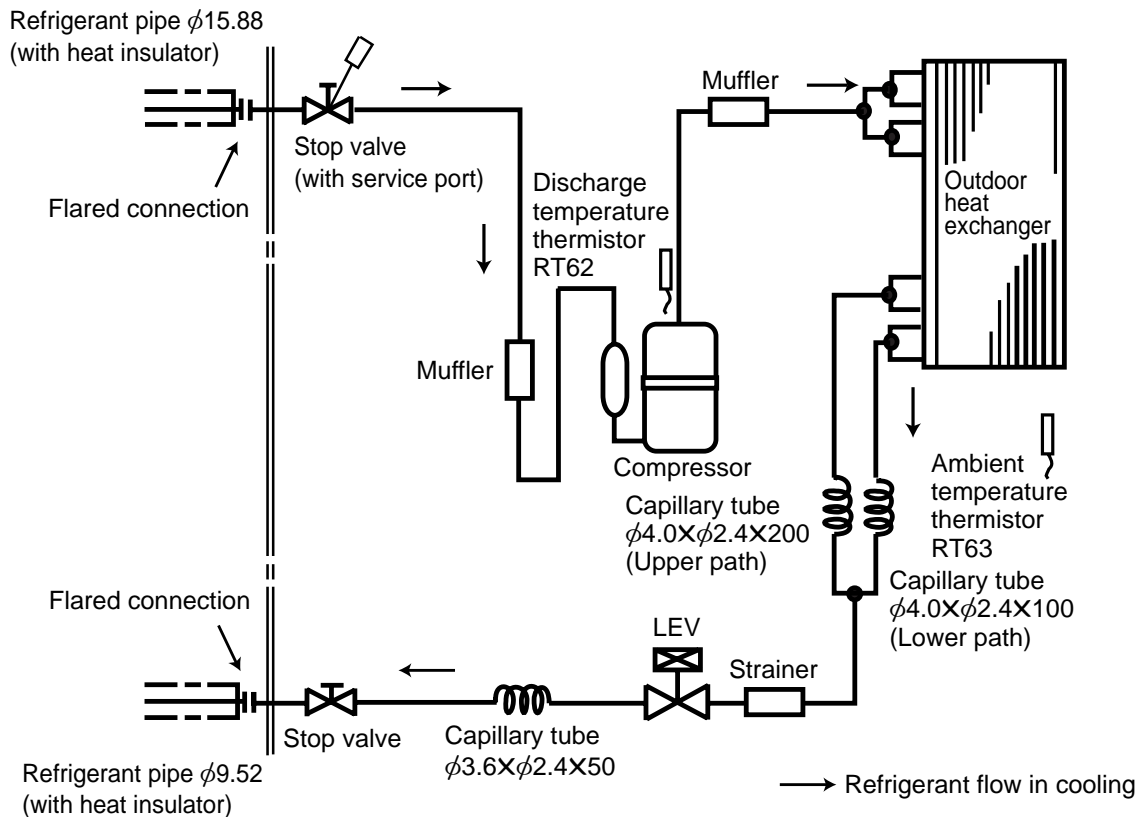 Refrigerant pipe ϕ15.88
(with heat insulator)
Flared connection
Stop valve
(with service port)
Muffler
Discharge
temperature
thermistor
RT62
Muffler
Compressor
Outdoor
heat
exchanger
Capillary tube
ϕ4.0✕ϕ2.4✕200
(Upper path)
Ambient
temperature
thermistor
RT63
Capillary tube
ϕ4.0✕ϕ2.4✕100
(Lower path)
Flared connection
LEV
Strainer
Stop valve
Capillary tube
ϕ3.6✕ϕ2.4✕50
Refrigerant pipe ϕ9.52
(with heat insulator)
Refrigerant flow in cooling